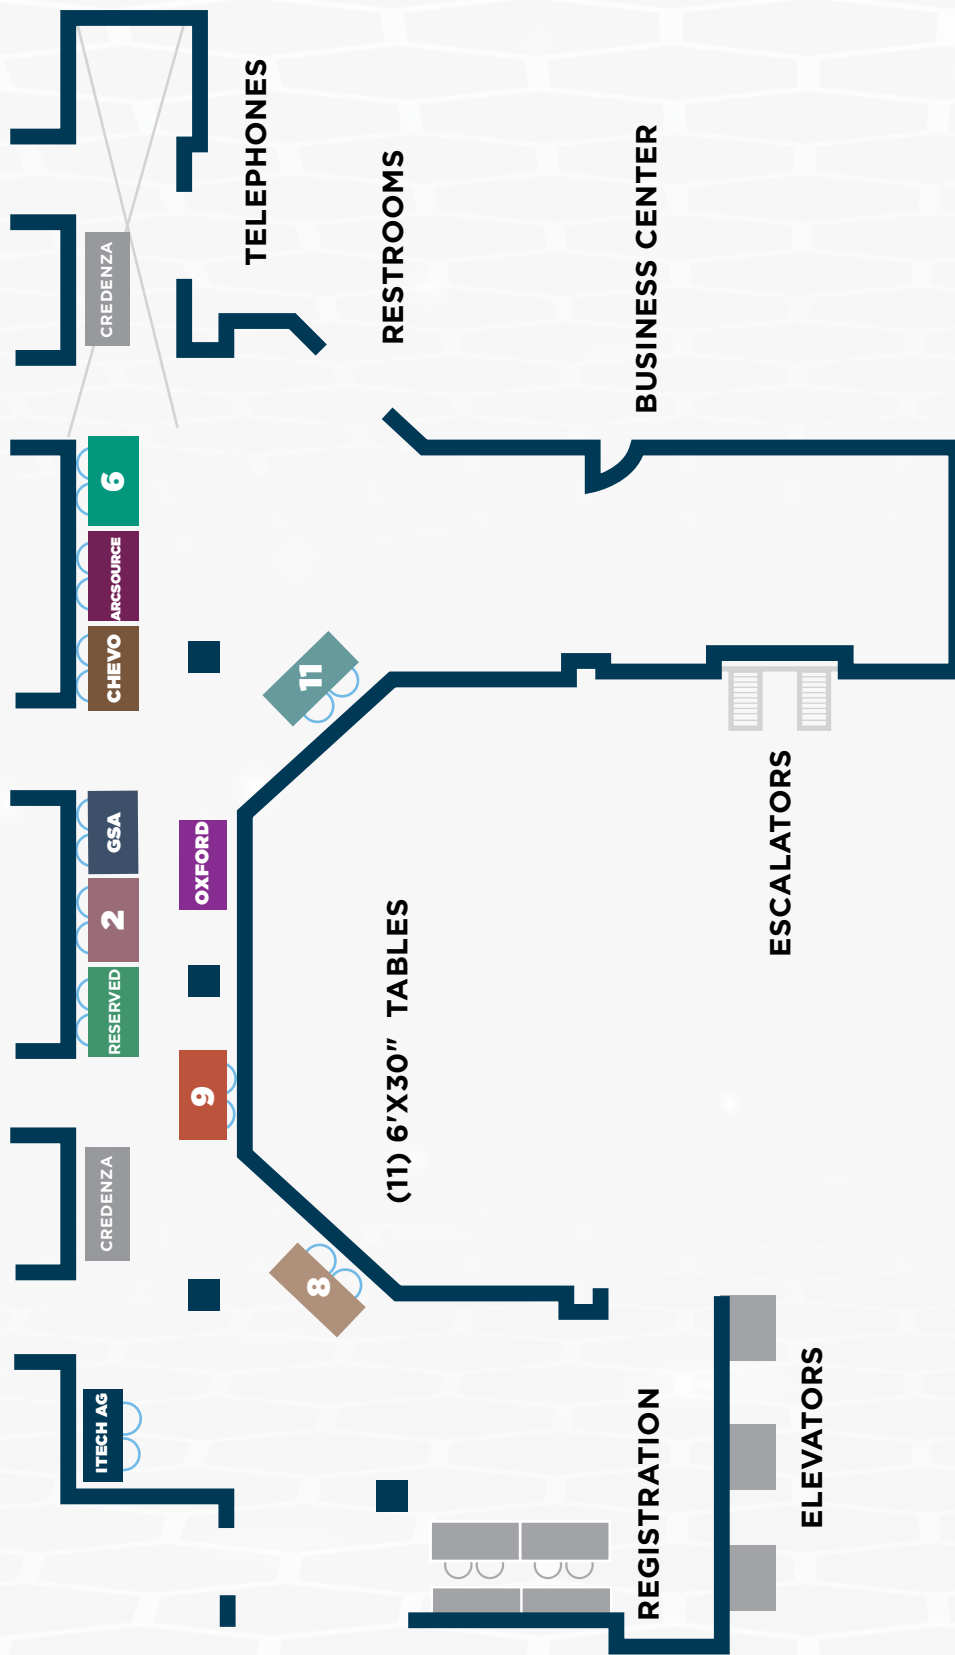 ITECH AG
CREDENZA
RESERVED
2
GSA
CHEVO
ARCSOURCE
6
CREDENZA
9
OXFORD
TELEPHONES
8
11
(11) 6'X30" TABLES
RESTROOMS
REGISTRATION
BUSINESS CENTER
ESCALATORS
ELEVATORS